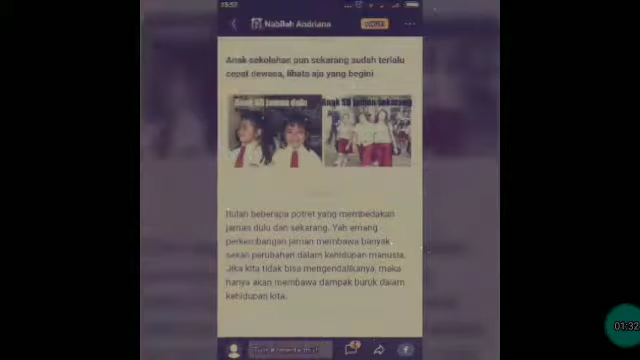 Nabilah Andriana
Anak sekolahan pun sekarang sudah terlalu
cepat dewasa, lihata aja yang begini
Anak SD jaman dulu
Anak SD jaman sekarang
Itulah beberapa potret yang membedakan
jaman dulu dan sekarang. Yah emang
perkembangan jaman membawa banyak
sekali perubahan dalam kehidupan manusia.
Jika kita tidak bisa mengendalikanya, maka
hanya akan membawa dampak buruk dalam
kehidupan kita.
01:32